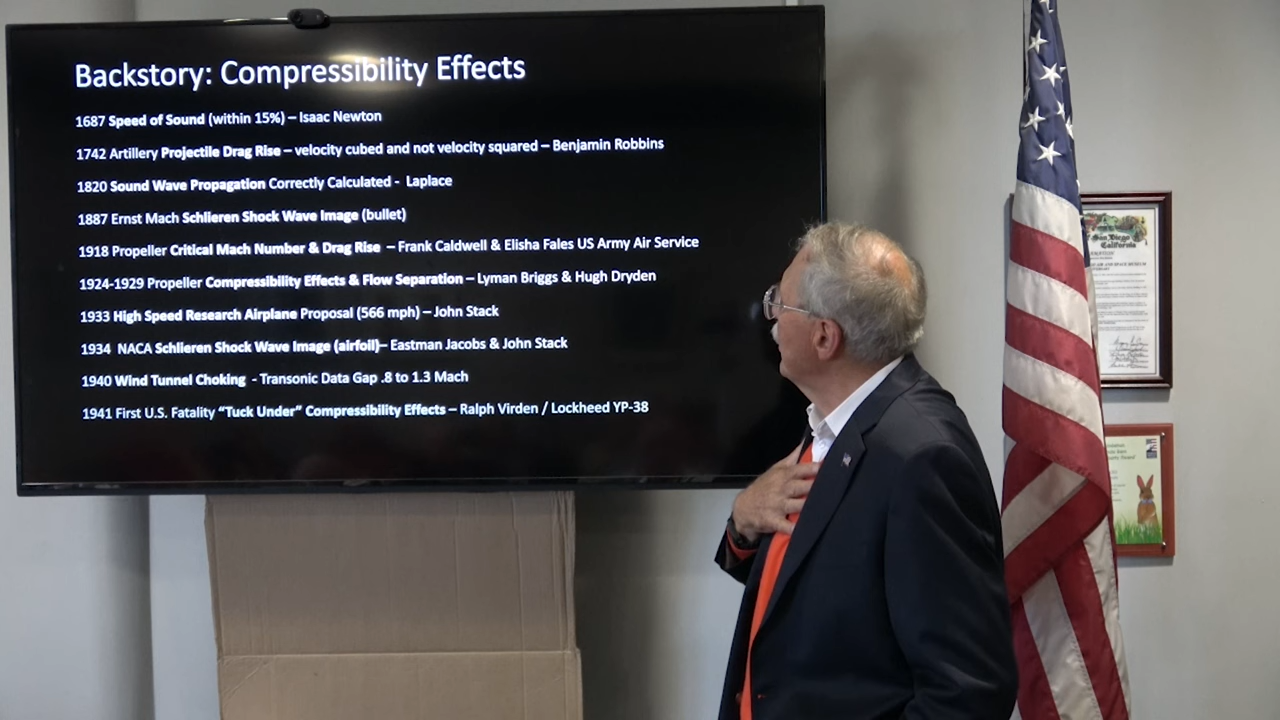 Backstory: Compressibility Effects
1687 Speed of Sound (within 15%) – Isaac Newton
1742 Artillery Projectile Drag Rise – velocity cubed and not velocity squared – Benjamin Robbins
1820 Sound Wave Propagation Correctly Calculated - Laplace
1887 Ernst Mach Schlieren Shock Wave Image (bullet)
1918 Propeller Critical Mach Number & Drag Rise – Frank Caldwell & Elisha Fales US Army Air Service
1924-1929 Propeller Compressibility Effects & Flow Separation – Lyman Briggs & Hugh Dryden
1933 High Speed Research Airplane Proposal (566 mph) – John Stack
1934 NACA Schlieren Shock Wave Image (airfoil)– Eastman Jacobs & John Stack
1940 Wind Tunnel Choking - Transonic Data Gap .8 to 1.3 Mach
1941 First U.S. Fatality “Tuck Under” Compressibility Effects – Ralph Virden / Lockheed YP-38
San Diego
California
AIR AND SPACE MUSEUM
Award